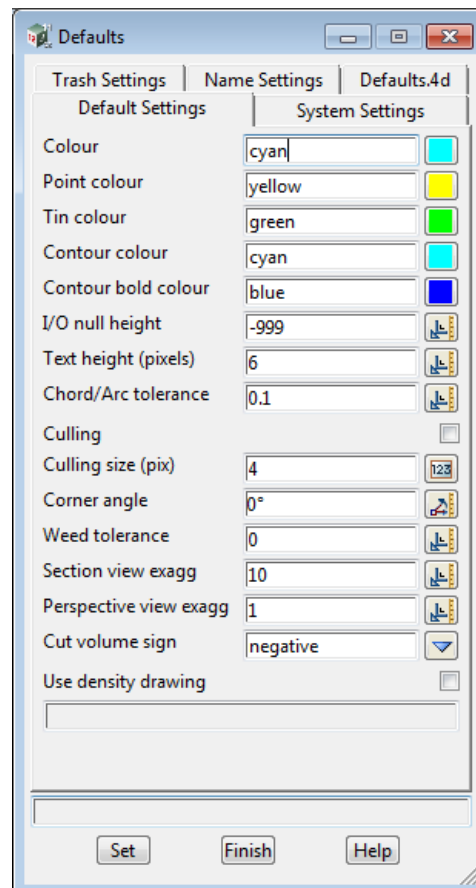 Defaults
Trash Settings Name Settings Defaults.4d
Default Settings System Settings
Colour cyan
Point colour yellow
Tin colour green
Contour colour cyan
Contour bold colour blue
I/O null height -999
Text height (pixels) 6
Chord/Arc tolerance 0.1
Culling
Culling size (pix) 4 123
Corner angle 0°
Weed tolerance 0
Section view exagg 10
Perspective view exagg 1
Cut volume sign negative
Use density drawing
Set Finish Help